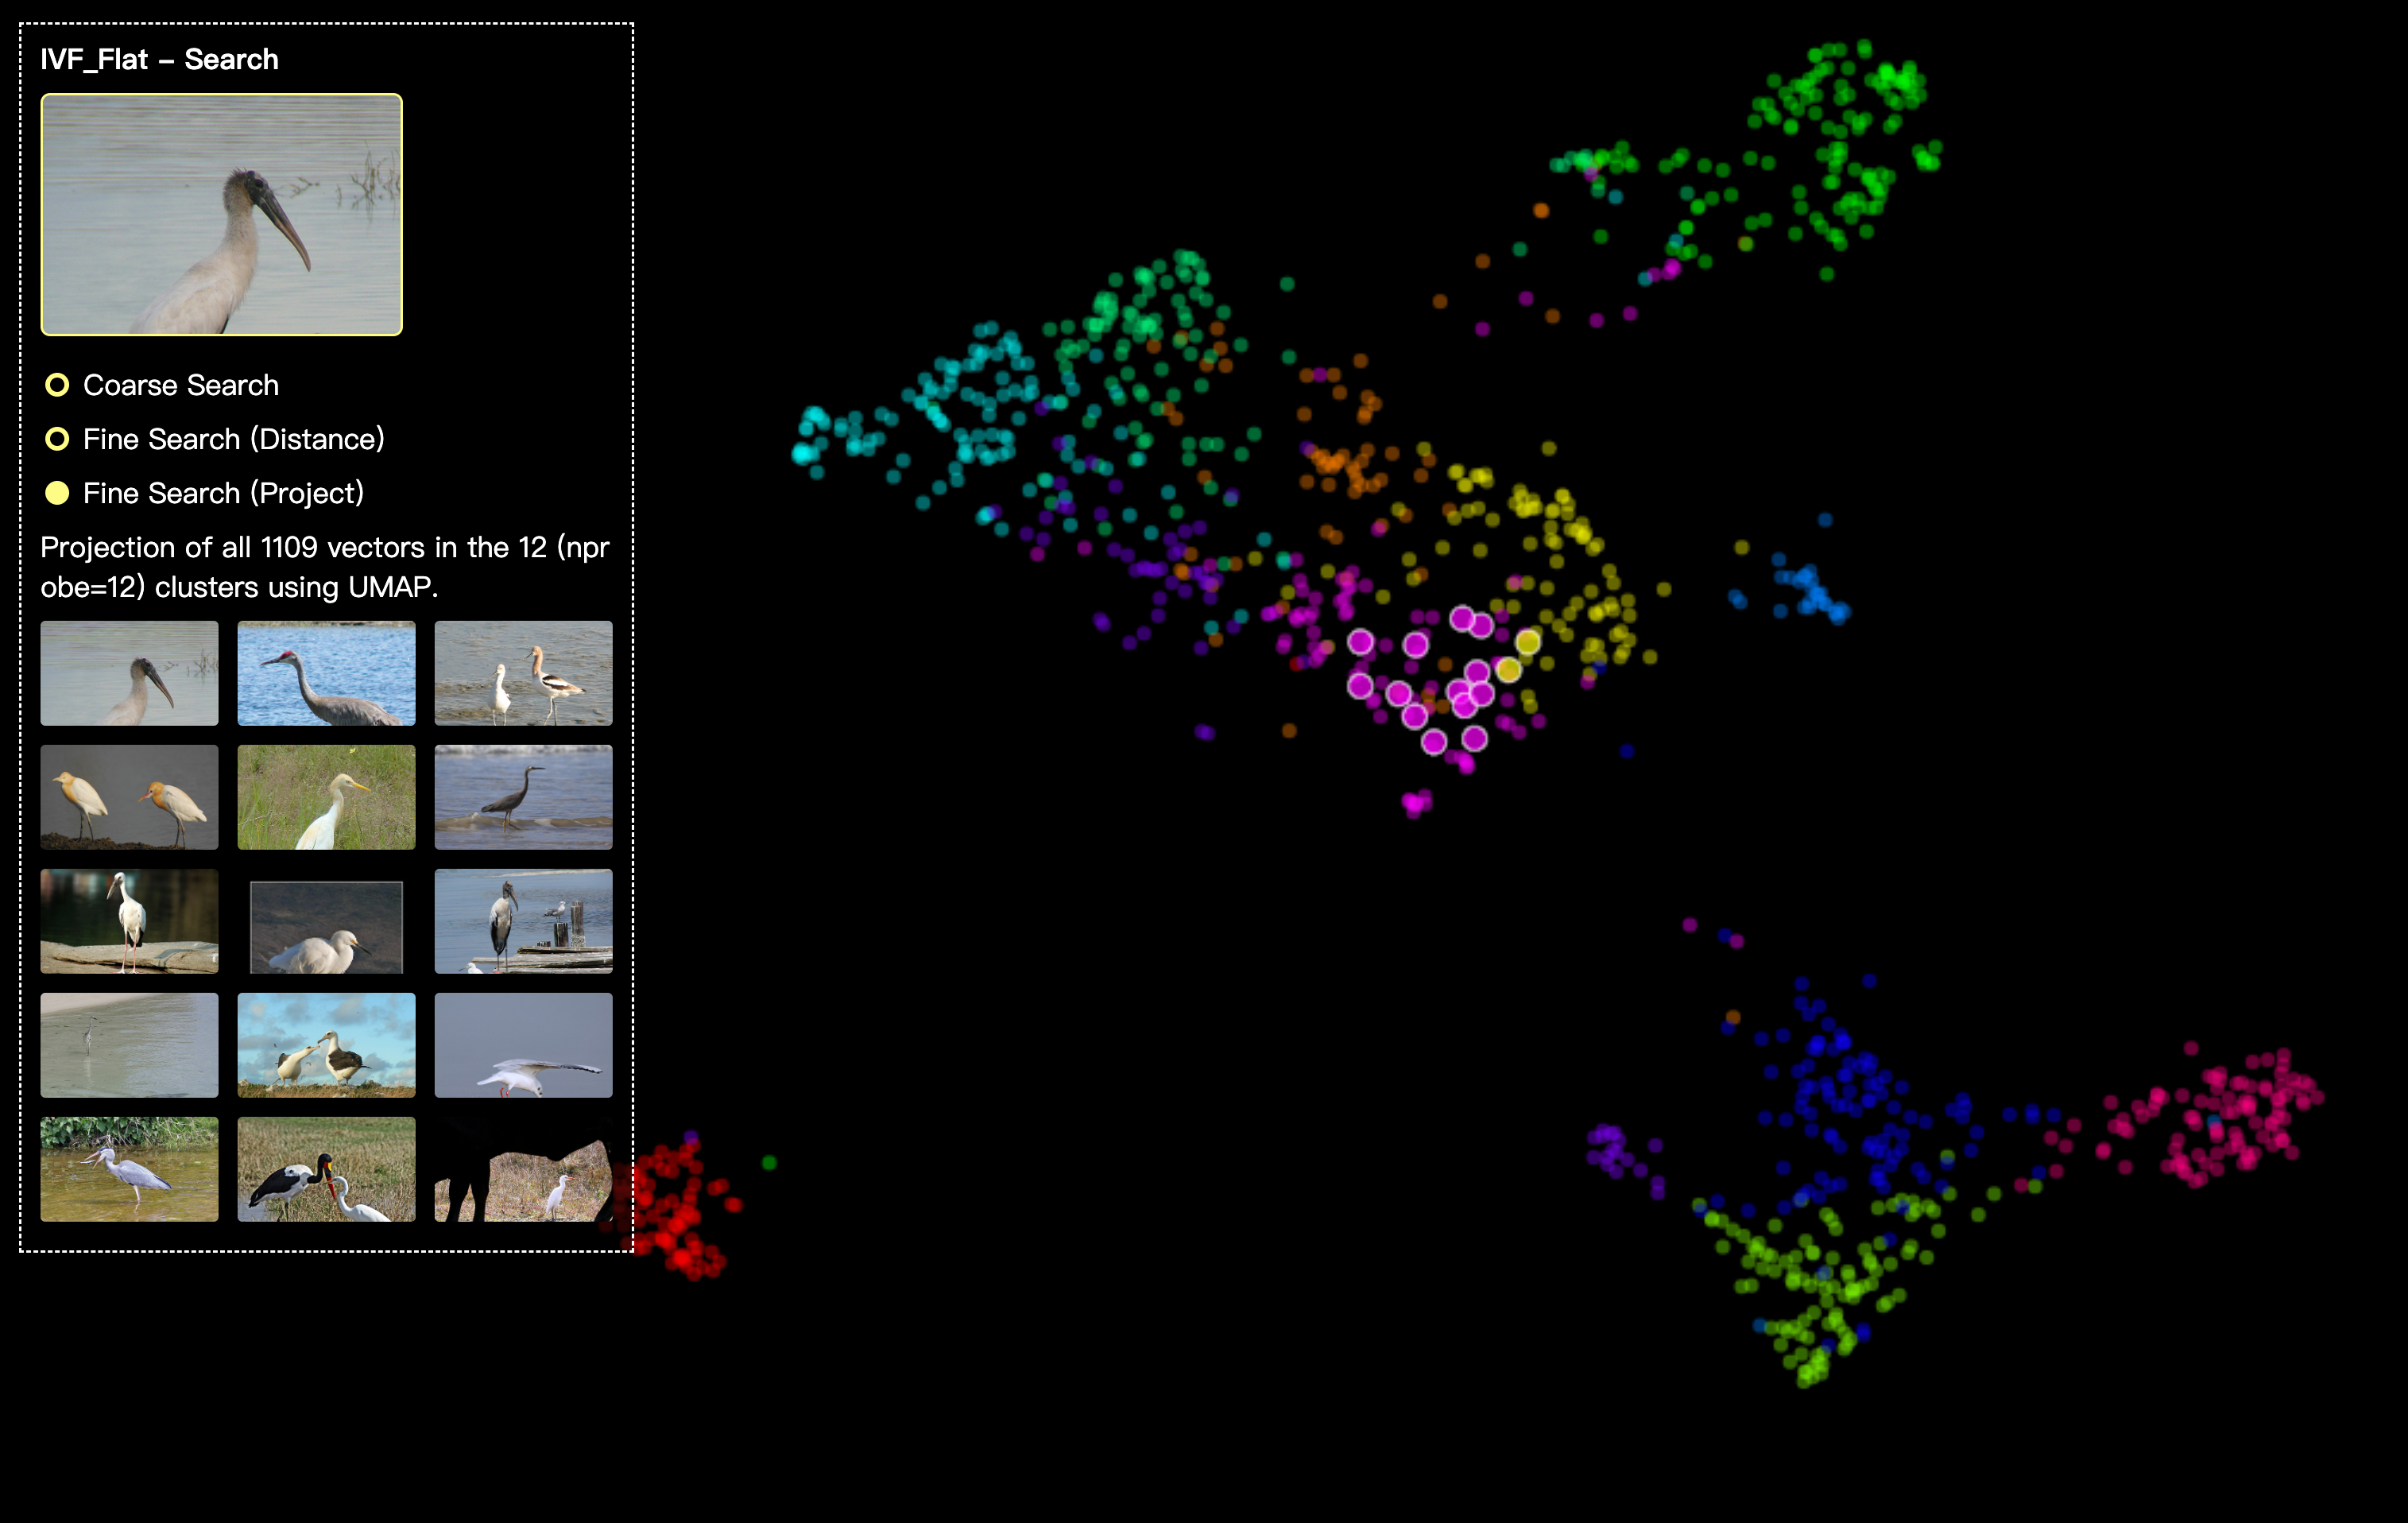 IVF_Flat – Search
Coarse Search
Fine Search (Distance)
Fine Search (Project)
Projection of all 1109 vectors in the 12 (npr
obe=12) clusters using UMAP.